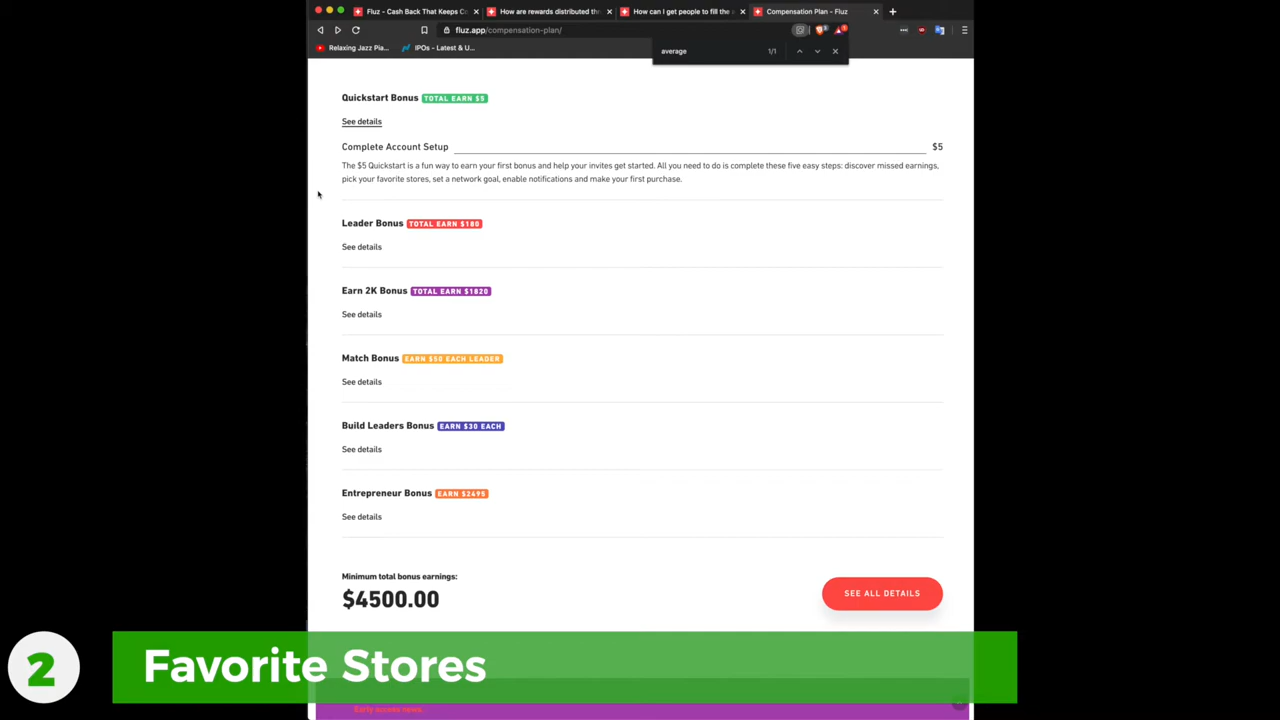 Fluz - Cash Back That Keeps C
How are rewards distributed th
How can I get people to fill the
Compensation Plan - Fluz
fluz.app/compensation-plan/
Relaxing Jazz Pia...
IPOs - Latest & U...
average
1/1
Quickstart Bonus TOTAL EARN $5
See details
Complete Account Setup $5
The $5 Quickstart is a fun way to earn your first bonus and help your invites get started. All you need to do is complete these five easy steps: discover missed earnings,
pick your favorite stores, set a network goal, enable notifications and make your first purchase.
Leader Bonus TOTAL EARN $180
See details
Earn 2K Bonus TOTAL EARN $1820
See details
Match Bonus EARN $50 EACH LEADER
See details
Build Leaders Bonus EARN $30 EACH
See details
Entrepreneur Bonus EARN $2495
See details
Minimum total bonus earnings:
$4500.00
SEE ALL DETAILS
2 Favorite Stores